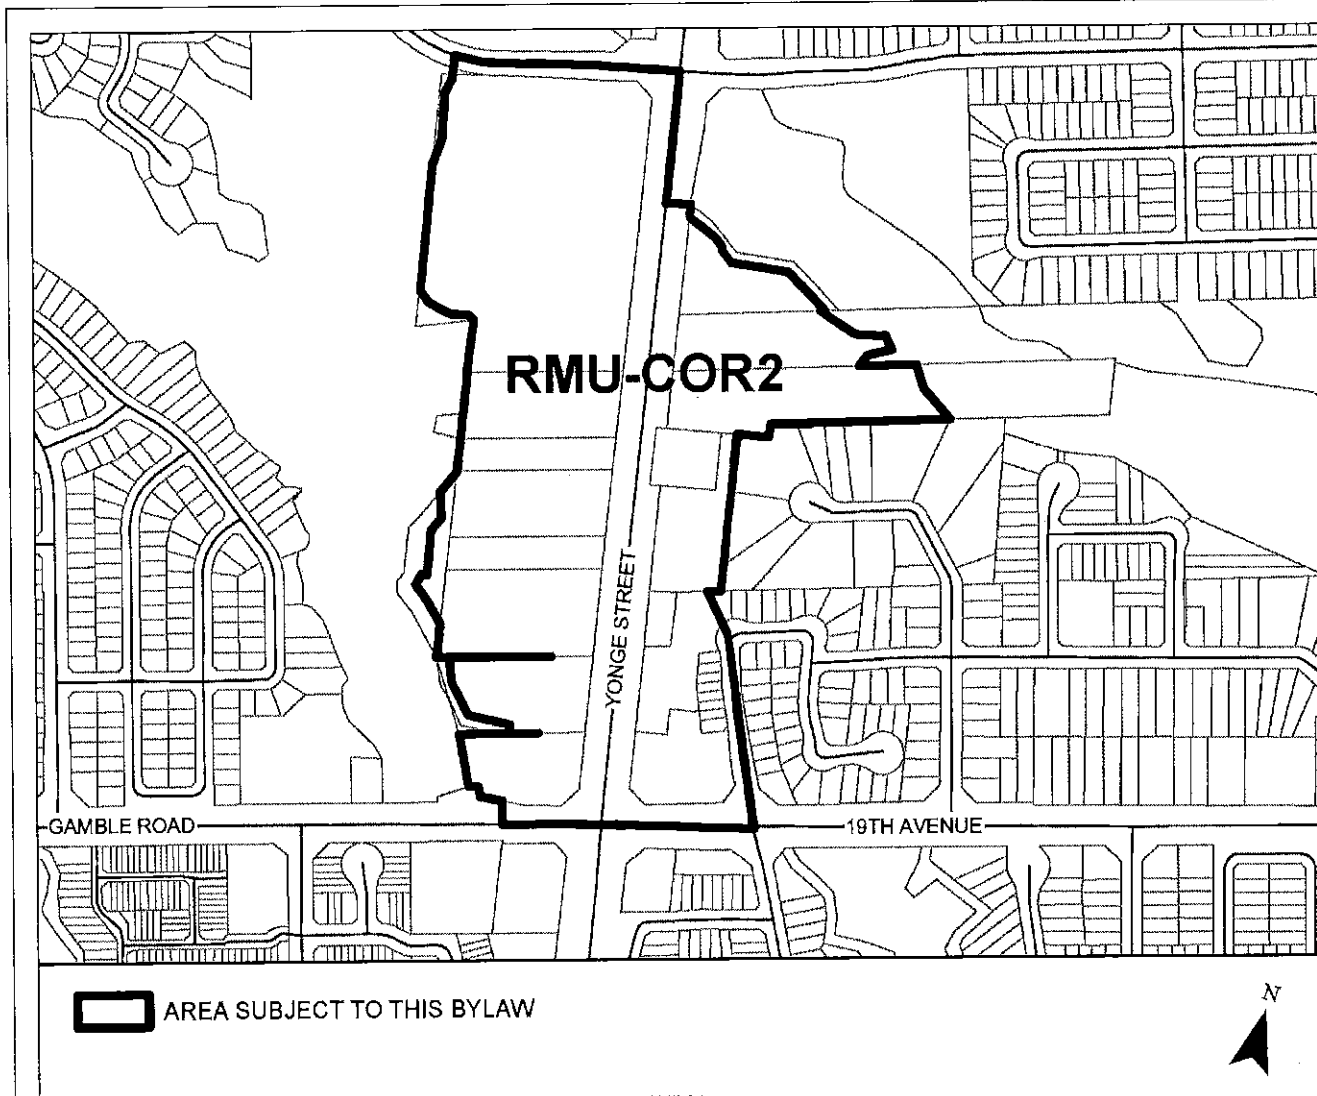 RMU-COR2
YONGE STREET
GAMBLE ROAD
19TH AVENUE
AREA SUBJECT TO THIS BYLAW
N